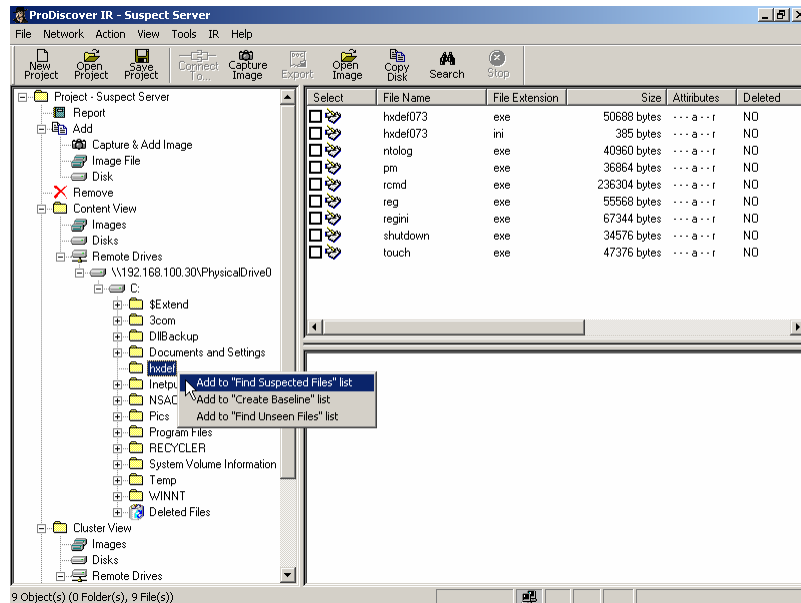 ProDiscover IR - Suspect Server
File Network Action View Tools IR Help
New Project Open Project Save Project Connect To... Capture Image Export Open Image Copy Disk Search Stop
Project - Suspect Server
Report
Add
Capture & Add Image
Image File
Disk
Remove
Content View
Images
Disks
Remote Drives
\\192.168.100.30\PhysicalDrive0
C:
$Extend
3com
DllBackup
Documents and Settings
hxdef
Inetpu
NSAC
Pics
Program Files
RECYCLER
System Volume Information
Temp
WINNT
Deleted Files
Cluster View
Images
Disks
Remote Drives
Add to "Find Suspected Files" list
Add to "Create Baseline" list
Add to "Find Unseen Files" list
Select File Name File Extension Size Attributes Deleted
hxdef073 exe 50688 bytes - - - a - - r NO
hxdef073 ini 385 bytes - - - a - - r NO
ntolog exe 40960 bytes - - - a - - r NO
pm exe 36864 bytes - - - a - - r NO
rcmd exe 236304 bytes - - - a - - r NO
reg exe 55568 bytes - - - a - - r NO
regini exe 67344 bytes - - - a - - r NO
shutdown exe 34576 bytes - - - a - - r NO
touch exe 47376 bytes - - - a - - r NO
9 Object(s) (0 Folder(s), 9 File(s))